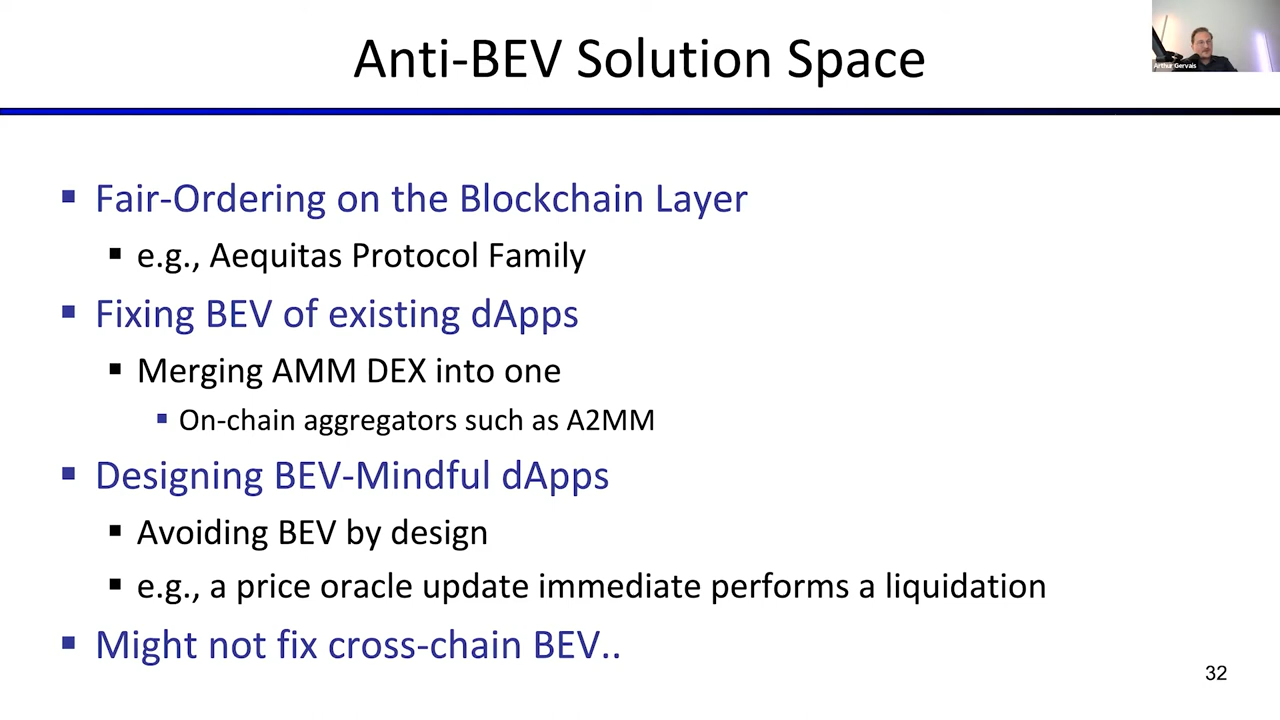 Anti-BEV Solution Space
Arthur Gervais
Fair-Ordering on the Blockchain Layer
e.g., Aequitas Protocol Family
Fixing BEV of existing dApps
Merging AMM DEX into one
On-chain aggregators such as A2MM
Designing BEV-Mindful dApps
Avoiding BEV by design
e.g., a price oracle update immediate performs a liquidation
Might not fix cross-chain BEV..
32